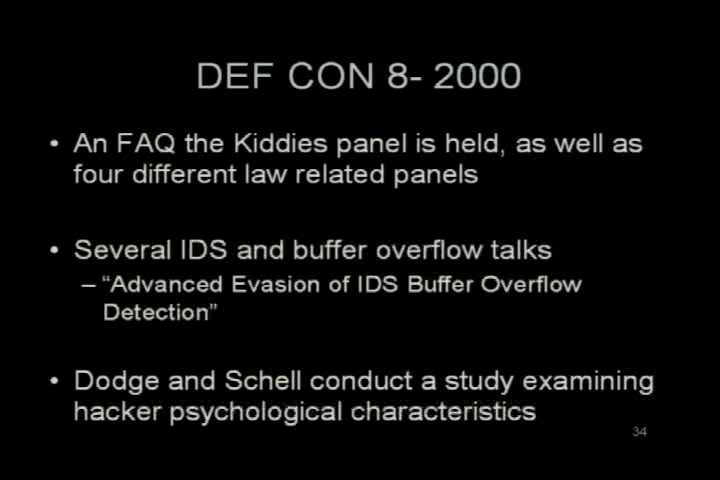 DEF CON 8- 2000
• An FAQ the Kiddies panel is held, as well as
four different law related panels
• Several IDS and buffer overflow talks
– “Advanced Evasion of IDS Buffer Overflow
Detection”
• Dodge and Schell conduct a study examining
hacker psychological characteristics
34